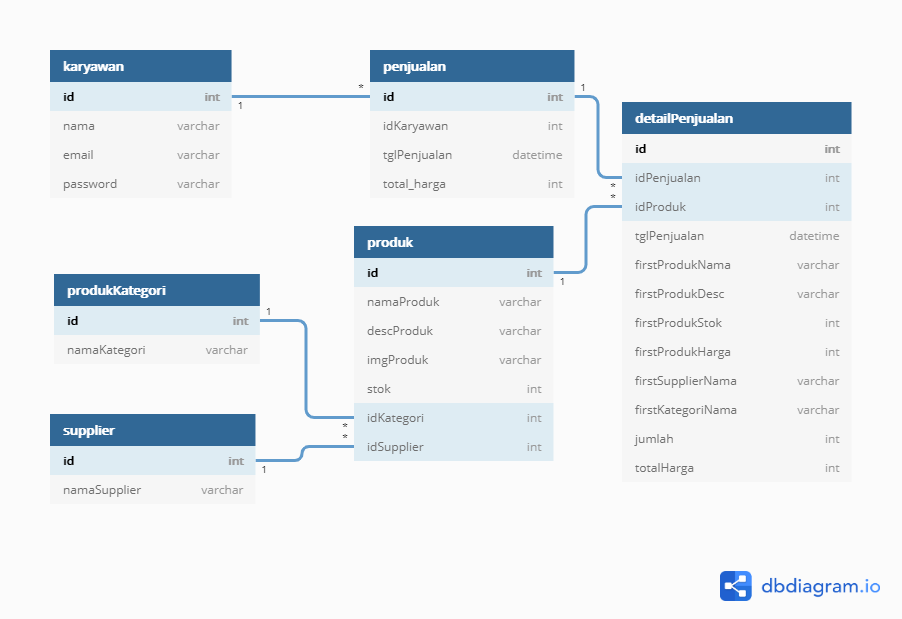 karyawan
id int
nama varchar
email varchar
password varchar
1
*
penjualan
id int
idKaryawan int
tglPenjualan datetime
total_harga int
1
*
*
detailPenjualan
id int
idPenjualan int
idProduk int
tglPenjualan datetime
firstProdukNama varchar
firstProdukDesc varchar
firstProdukStok int
firstProdukHarga int
firstSupplierNama varchar
firstKategoriNama varchar
jumlah int
totalHarga int
produk
id int
namaProduk varchar
descProduk varchar
imgProduk varchar
stok int
idKategori int
idSupplier int
1
produkKategori
id int
namaKategori varchar
1
*
*
supplier
id int
namaSupplier varchar
1
dbdiagram.io